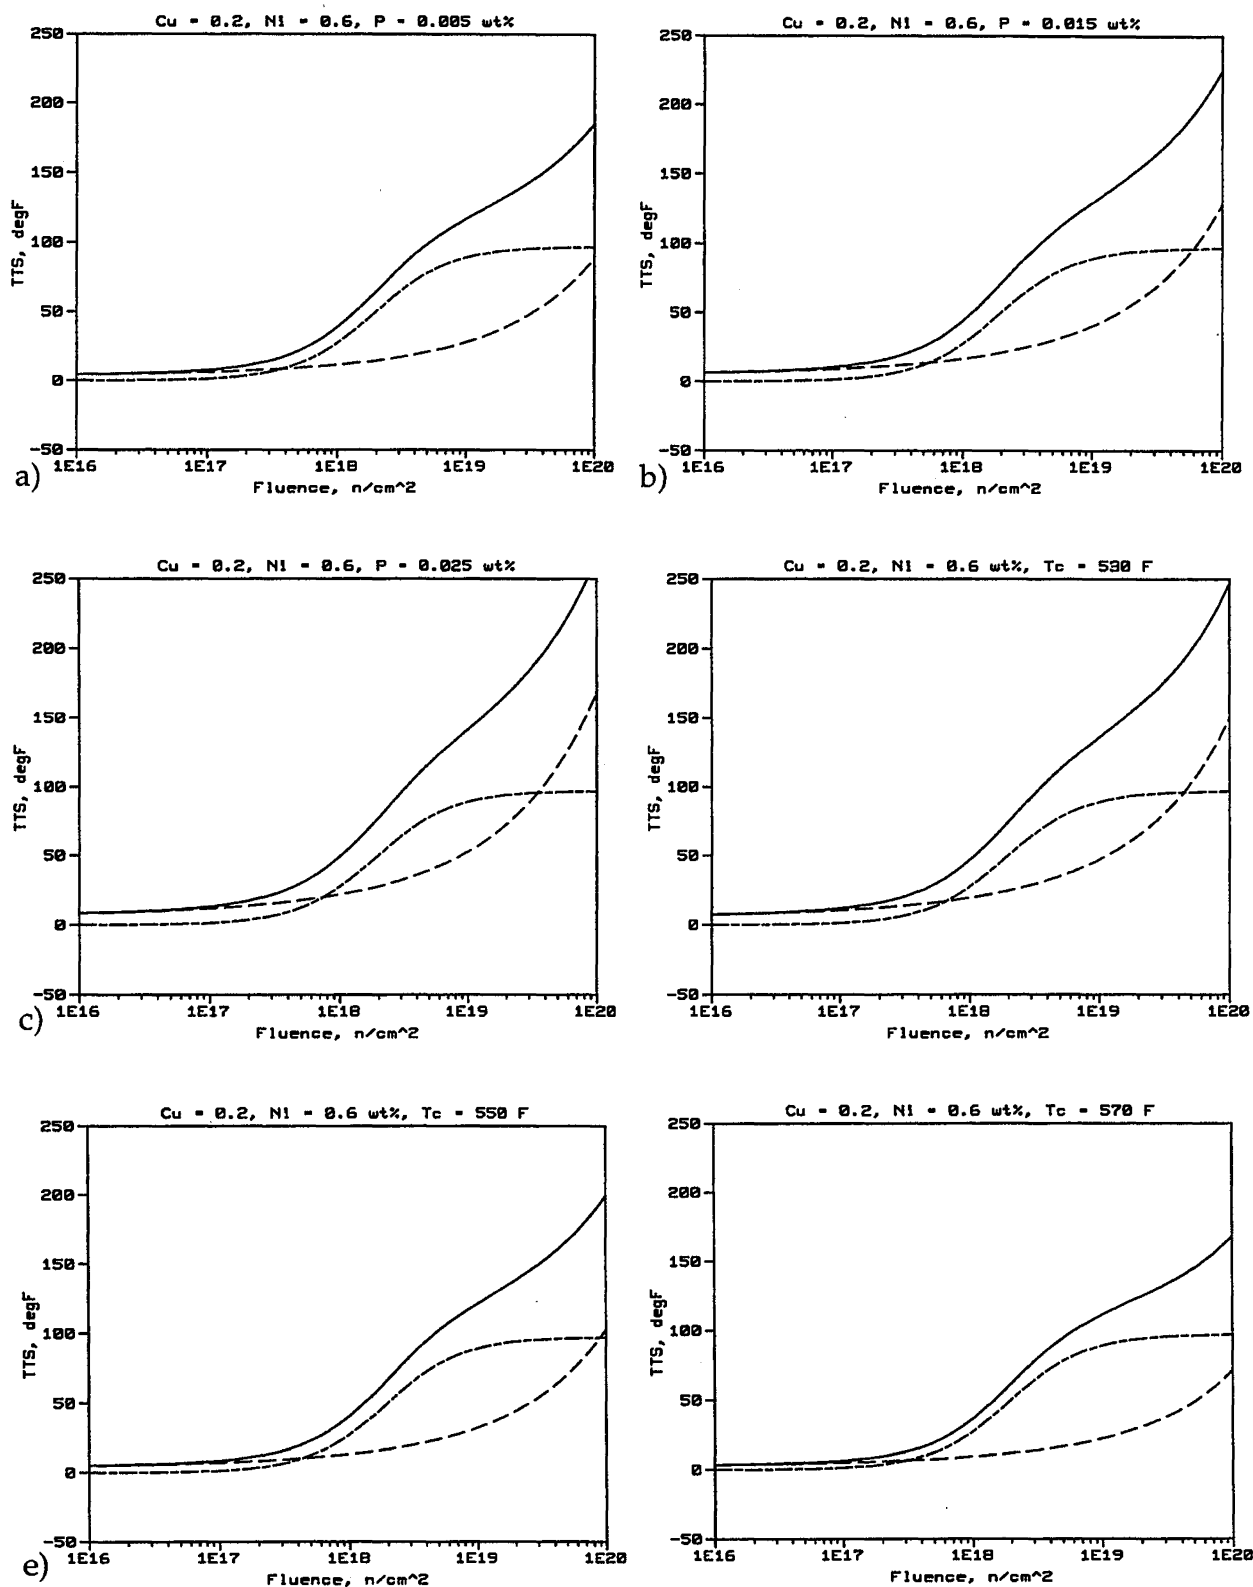 Cu = 0.2, Ni = 0.6, P = 0.005 wt%
250
200
150
100
50
0
-50
TTS, degF
1E16 1E17 1E18 1E19 1E20
Fluence, n/cm^2
a)
Cu = 0.2, Ni = 0.6, P = 0.015 wt%
250
200
150
100
50
0
-50
TTS, degF
1E16 1E17 1E18 1E19 1E20
Fluence, n/cm^2
b)
Cu = 0.2, Ni = 0.6, P = 0.025 wt%
250
200
150
100
50
0
-50
TTS, degF
1E16 1E17 1E18 1E19 1E20
Fluence, n/cm^2
c)
Cu = 0.2, Ni = 0.6 wt%, Tc = 530 F
250
200
150
100
50
0
-50
TTS, degF
1E16 1E17 1E18 1E19 1E20
Fluence, n/cm^2
Cu = 0.2, Ni = 0.6 wt%, Tc = 550 F
250
200
150
100
50
0
-50
TTS, degF
1E16 1E17 1E18 1E19 1E20
Fluence, n/cm^2
e)
Cu = 0.2, Ni = 0.6 wt%, Tc = 570 F
250
200
150
100
50
0
-50
TTS, degF
1E16 1E17 1E18 1E19 1E20
Fluence, n/cm^2